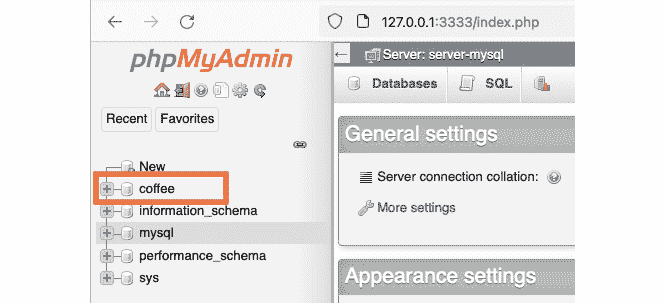 127.0.0.1:3333/index.php
phpMyAdmin
Recent Favorites
New
coffee
information_schema
mysql
performance_schema
sys
Server: server-mysql
Databases SQL
General settings
Server connection collation:
More settings
Appearance settings